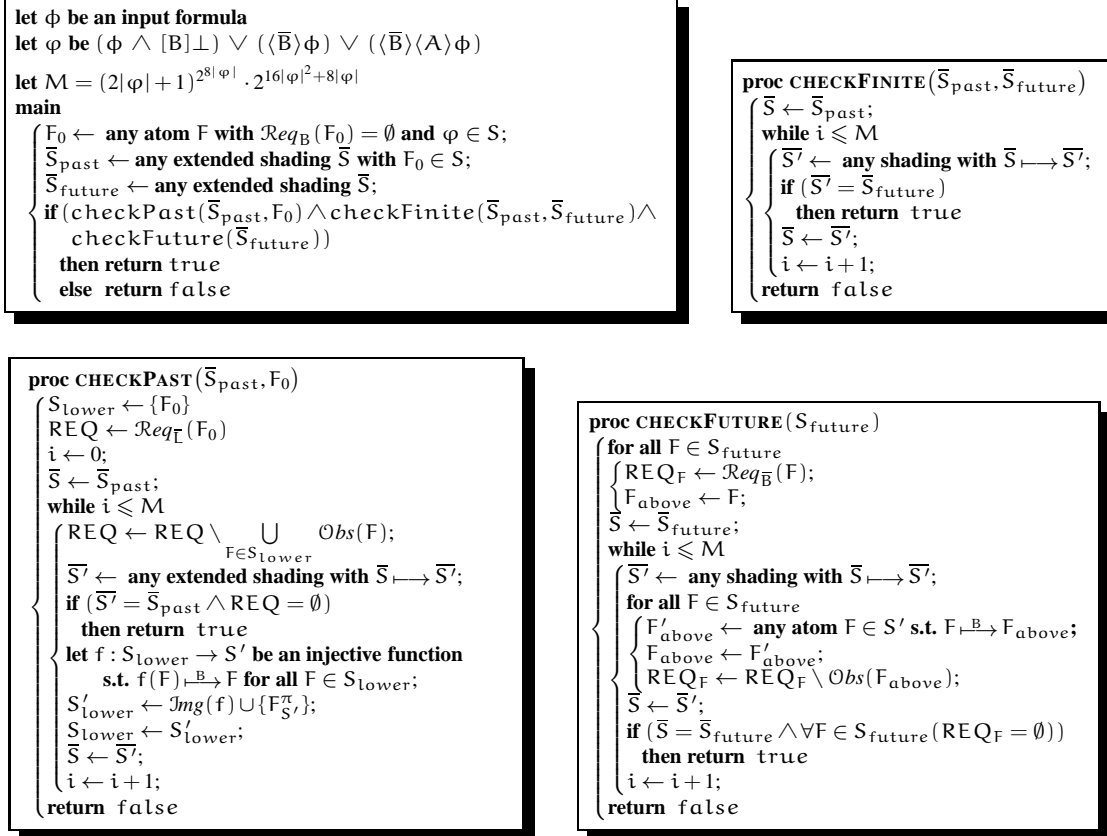 let ϕ be an input formula
let φ be (ϕ ∧ [B]⊥) ∨ (⟨B̅⟩ϕ) ∨ (⟨B̅⟩⟨A⟩ϕ)
let M = (2|φ| + 1)^{2^{8|φ|}} · 2^{16|φ|²+8|φ|}
main
F₀ ← any atom F with Req_B(F₀) = ∅ and φ ∈ S;
S̅_past ← any extended shading S̅ with F₀ ∈ S;
S̅_future ← any extended shading S̅;
if (checkPast(S̅_past, F₀) ∧ checkFinite(S̅_past, S̅_future) ∧
checkFuture(S̅_future))
then return true
else return false
proc CHECKFINITE(S̅_past, S̅_future)
S̅ ← S̅_past;
while i ⩽ M
S̅′ ← any shading with S̅ ⟼ S̅′;
if (S̅′ = S̅_future)
then return true
S̅ ← S̅′;
i ← i + 1;
return false
proc CHECKPAST(S̅_past, F₀)
S_lower ← {F₀}
REQ ← Req_L̅(F₀)
i ← 0;
S̅ ← S̅_past;
while i ⩽ M
REQ ← REQ \ ⋃_{F∈S_lower} Obs(F);
S̅′ ← any extended shading with S̅ ⟼ S̅′;
if (S̅′ = S̅_past ∧ REQ = ∅)
then return true
let f : S_lower → S′ be an injective function
s.t. f(F) ⟼^B F for all F ∈ S_lower;
S′_lower ← Img(f) ∪ {F^π_{S′}};
S_lower ← S′_lower;
S̅ ← S̅′;
i ← i + 1;
return false
proc CHECKFUTURE(S_future)
for all F ∈ S_future
REQ_F ← Req_B̅(F);
F_above ← F;
S̅ ← S̅_future;
while i ⩽ M
S̅′ ← any shading with S̅ ⟼ S̅′;
for all F ∈ S_future
F′_above ← any atom F ∈ S′ s.t. F ⟼^B F_above;
F_above ← F′_above;
REQ_F ← REQ_F \ Obs(F_above);
S̅ ← S̅′;
if (S̅ = S̅_future ∧ ∀F ∈ S_future(REQ_F = ∅))
then return true
i ← i + 1;
return false